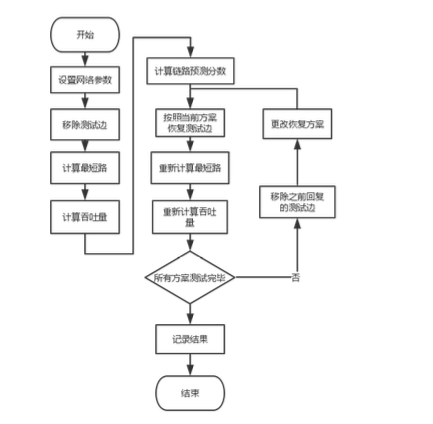 开始
设置网络参数
移除测试边
计算最短路
计算吞吐量
计算链路预测分数
按照当前方案
恢复测试边
重新计算最短路
重新计算吞吐
量
所有方案测试完毕
否
移除之前回复
的测试边
更改恢复方案
记录结果
结束